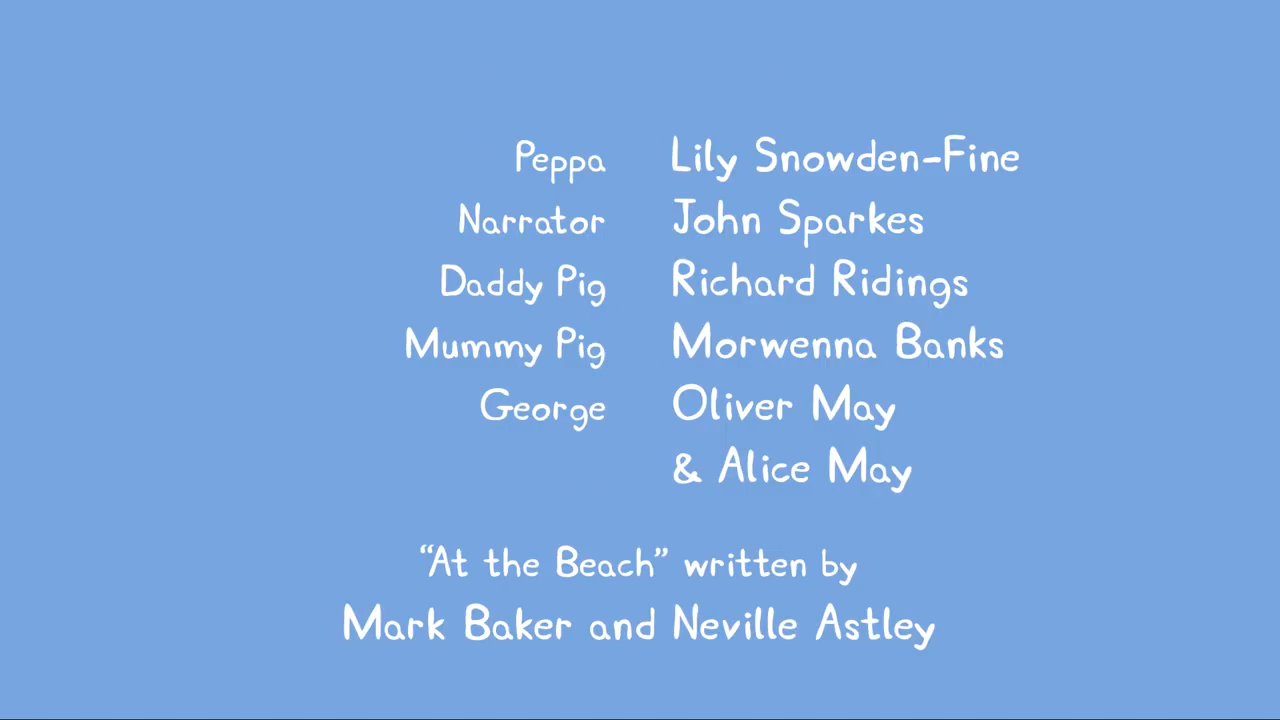 Peppa Lily Snowden-Fine
Narrator John Sparkes
Daddy Pig Richard Ridings
Mummy Pig Morwenna Banks
George Oliver May
& Alice May
“At the Beach” written by
Mark Baker and Neville Astley